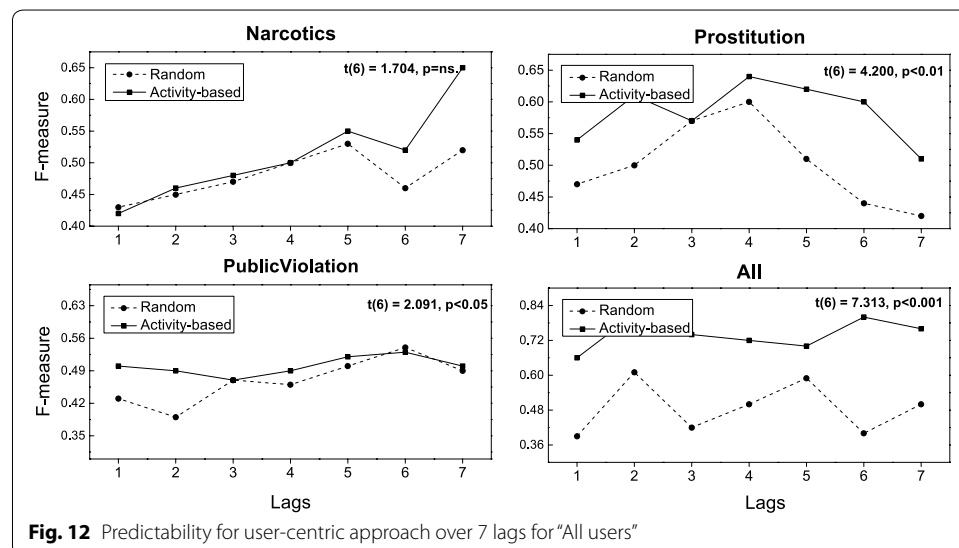 Narcotics
Random
Activity-based
t(6) = 1.704, p=ns.
F-measure
0.65
0.60
0.55
0.50
0.45
0.40
1 2 3 4 5 6 7
Prostitution
Random
Activity-based
t(6) = 4.200, p<0.01
0.65
0.60
0.55
0.50
0.45
0.40
1 2 3 4 5 6 7
PublicViolation
Random
Activity-based
t(6) = 2.091, p<0.05
F-measure
0.63
0.56
0.49
0.42
0.35
1 2 3 4 5 6 7
Lags
All
Random
Activity-based
t(6) = 7.313, p<0.001
0.84
0.72
0.60
0.48
0.36
1 2 3 4 5 6 7
Lags
Fig. 12 Predictability for user-centric approach over 7 lags for “All users”